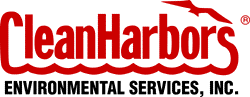 CleanHarbors®
ENVIRONMENTAL SERVICES, INC.